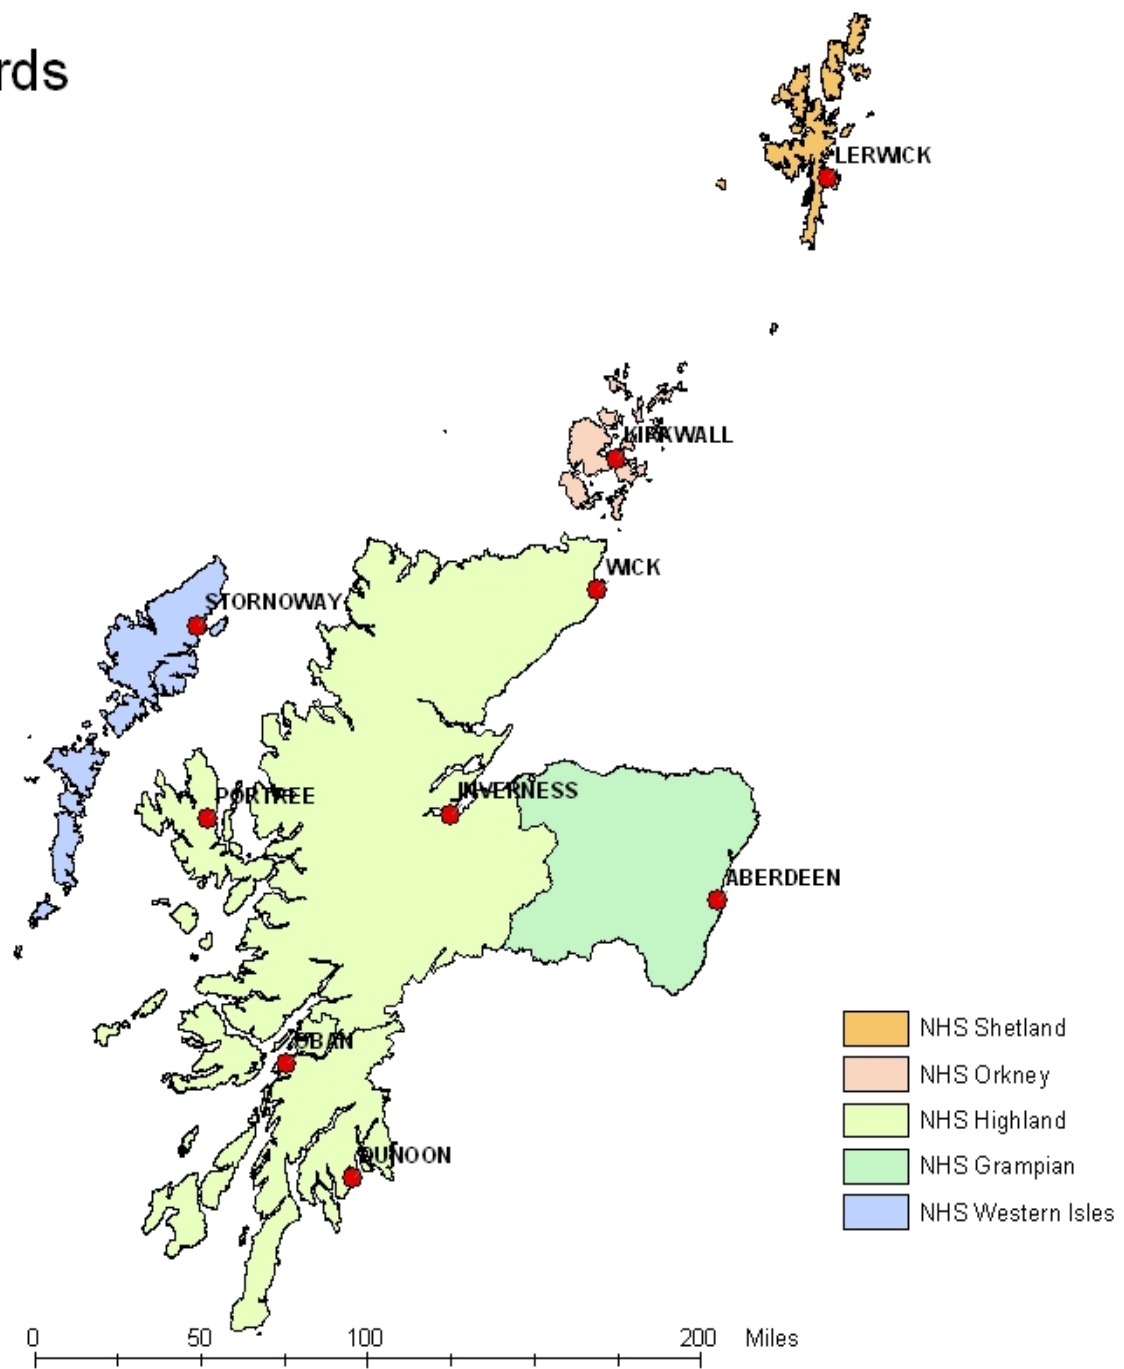 rds
LERWICK
KIRKWALL
WICK
STORNOWAY
PORTREE
INVERNESS
ABERDEEN
OBAN
DUNOON
NHS Shetland
NHS Orkney
NHS Highland
NHS Grampian
NHS Western Isles
0 50 100 200 Miles